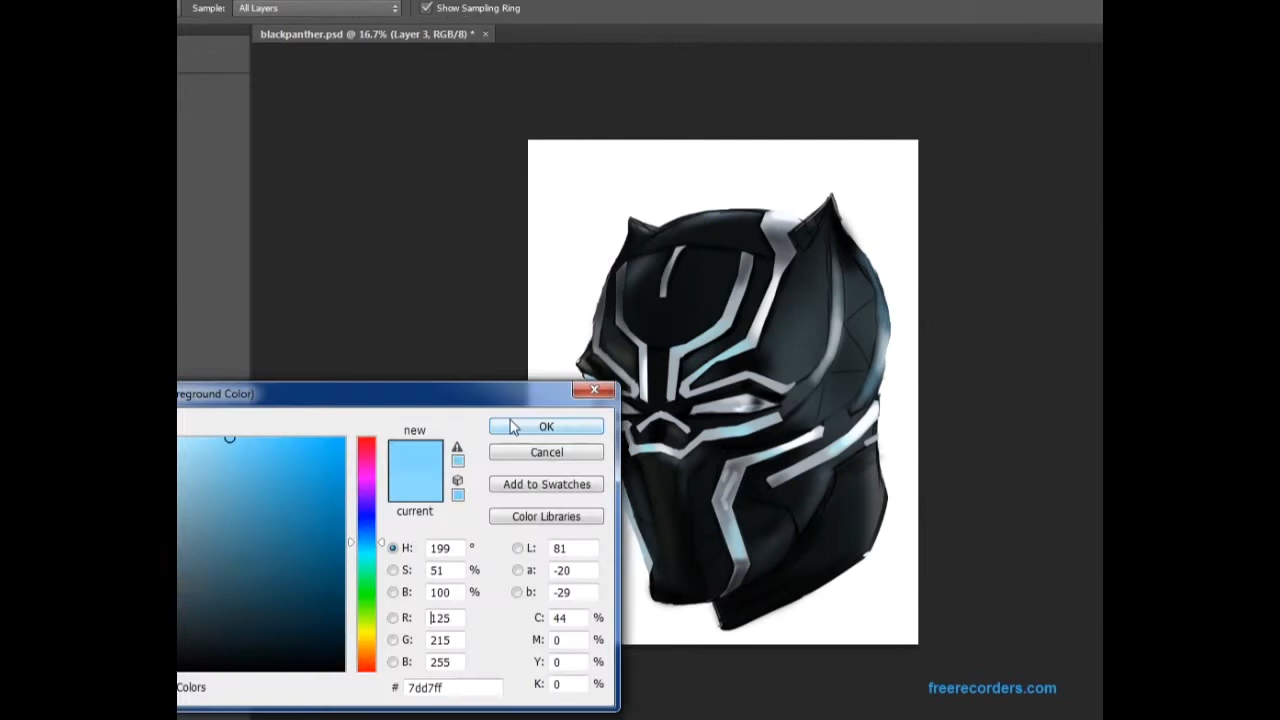 Sample: All Layers Show Sampling Ring
blackpanther.psd @ 16.7% (Layer 3, RGB/8) * ×
reground Color)
new
OK
Cancel
Add to Swatches
current
Color Libraries
H: 199 ° L: 81
S: 51 % a: -20
B: 100 % b: -29
R: 125 C: 44 %
G: 215 M: 0 %
B: 255 Y: 0 %
Colors # 7dd7ff K: 0 %
freerecorders.com